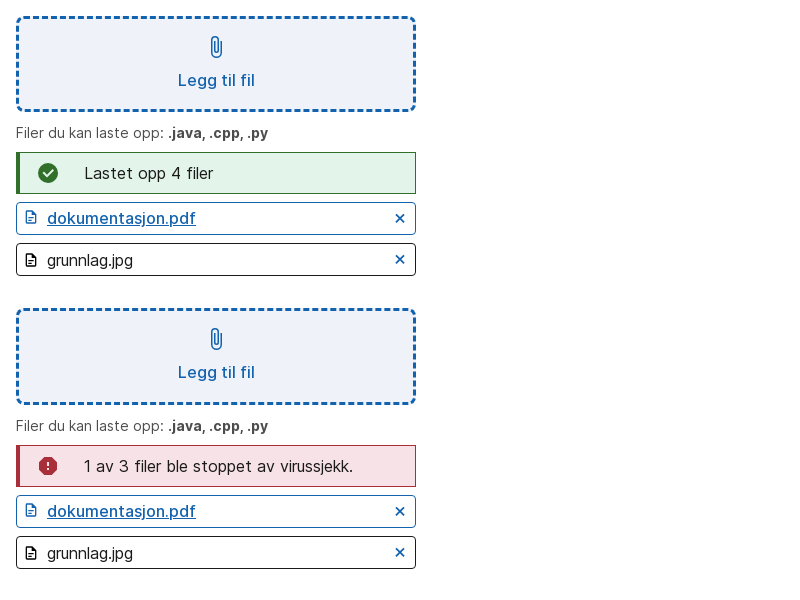 Legg til fil
Filer du kan laste opp: .java, .cpp, .py
Lastet opp 4 filer
dokumentasjon.pdf
grunnlag.jpg
Legg til fil
Filer du kan laste opp: .java, .cpp, .py
1 av 3 filer ble stoppet av virussjekk.
dokumentasjon.pdf
grunnlag.jpg